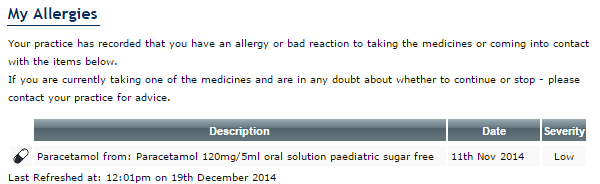 My Allergies
Your practice has recorded that you have an allergy or bad reaction to taking the medicines or coming into contact
with the items below.
If you are currently taking one of the medicines and are in any doubt about whether to continue or stop - please
contact your practice for advice.
Description Date Severity
Paracetamol from: Paracetamol 120mg/5ml oral solution paediatric sugar free 11th Nov 2014 Low
Last Refreshed at: 12:01pm on 19th December 2014